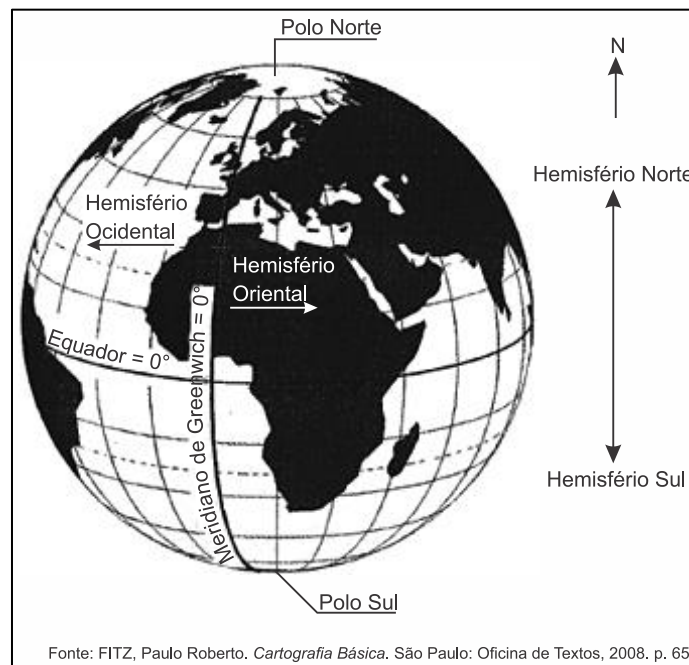 Polo Norte
N
Hemisfério Norte
Hemisfério
Ocidental
Hemisfério
Oriental
Equador = 0°
Meridiano de Greenwich = 0°
Hemisfério Sul
Polo Sul
Fonte: FITZ, Paulo Roberto. Cartografia Básica. São Paulo: Oficina de Textos, 2008. p. 65